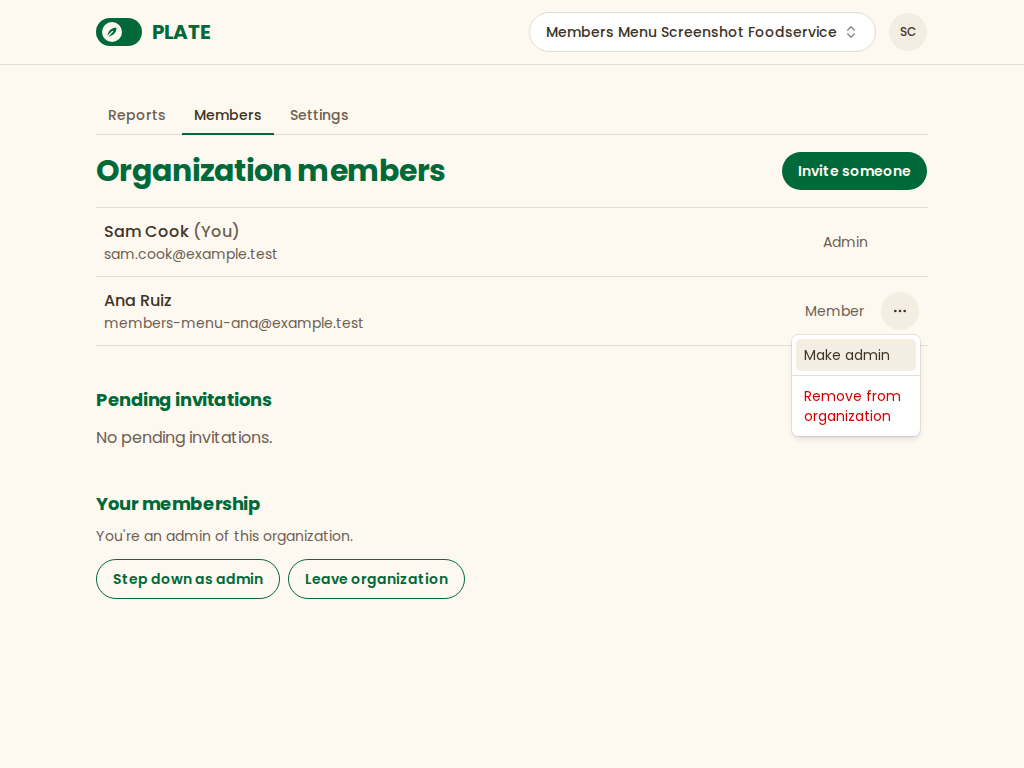 PLATE
Members Menu Screenshot Foodservice
SC
Reports
Members
Settings
Organization members
Invite someone
Sam Cook (You)
sam.cook@example.test
Admin
Ana Ruiz
members-menu-ana@example.test
Member
Make admin
Remove from
organization
Pending invitations
No pending invitations.
Your membership
You're an admin of this organization.
Step down as admin
Leave organization